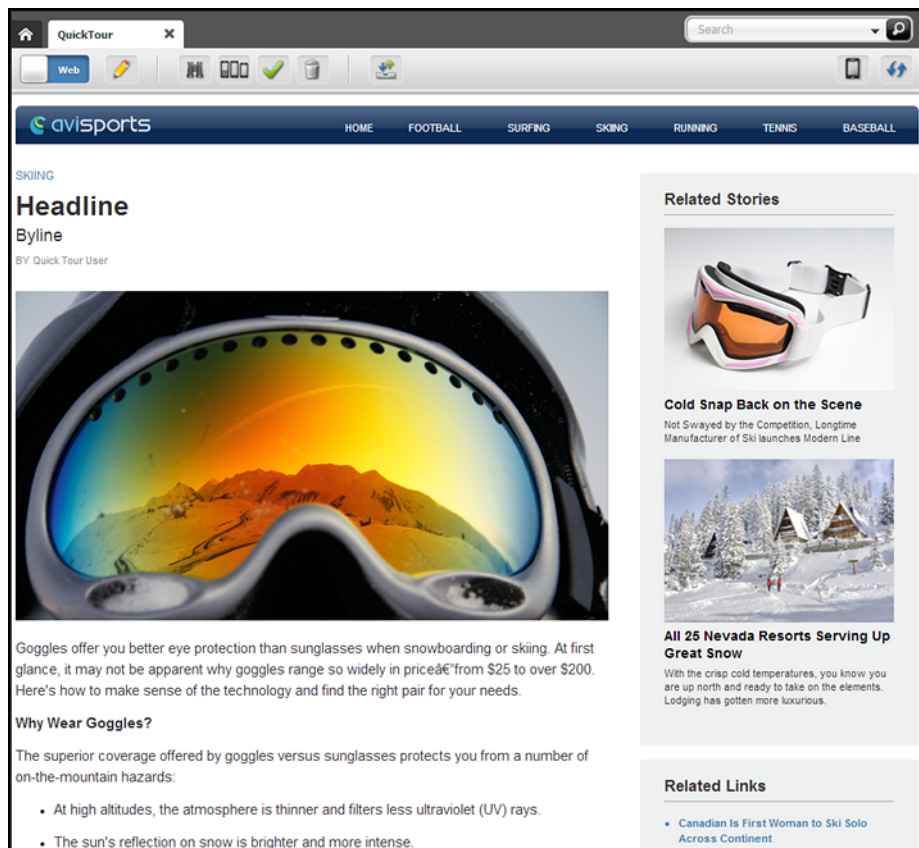 QuickTour
Search
Web
avisports
HOME FOOTBALL SURFING SKIING RUNNING TENNIS BASEBALL
SKIING
Headline
Byline
BY Quick Tour User
Goggles offer you better eye protection than sunglasses when snowboarding or skiing. At first
glance, it may not be apparent why goggles range so widely in priceâ€"from $25 to over $200.
Here's how to make sense of the technology and find the right pair for your needs.
Why Wear Goggles?
The superior coverage offered by goggles versus sunglasses protects you from a number of
on-the-mountain hazards:
• At high altitudes, the atmosphere is thinner and filters less ultraviolet (UV) rays.
• The sun's reflection on snow is brighter and more intense.
Related Stories
Cold Snap Back on the Scene
Not Swayed by the Competition, Longtime
Manufacturer of Ski launches Modern Line
All 25 Nevada Resorts Serving Up
Great Snow
With the crisp cold temperatures, you know you
are up north and ready to take on the elements.
Lodging has gotten more luxurious.
Related Links
• Canadian Is First Woman to Ski Solo
Across Continent